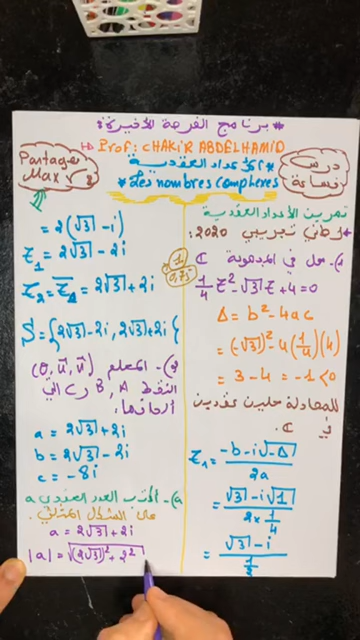 * برنامج الفرصة الأخيرة:
↦ Prof: CHAKIR ABDELHAMID
* الأعداد العقدية
* Les nombres complexes
Partage
Max
درس
فساعة
تمرين الأعداد العقدية
* وطني تجريبي 2020
1)- حل في المجموعة ℂ
1/4 Z² - √3 Z + 4 = 0
Δ = b² - 4ac
= (-√3)² - 4(1/4)(4)
= 3 - 4 = -1 < 0
للمعادلة حلين عقديين
في ℂ.
Z₁ = (-b - i√-Δ) / 2a
= (√3 - i√1) / (2 × 1/4)
= (√3 - i) / (1/2)
= 2(√3 - i)
Z₁ = 2√3 - 2i
Z₂ = Z̄₁ = 2√3 + 2i
0,75
S = {2√3 - 2i, 2√3 + 2i}
في المعلم (O, u, v)
النقط A, B و C التي
ألحاقها:
a = 2√3 + 2i
b = 2√3 - 2i
c = -8i
a)- اكتب العدد العقدي a
على الشكل المثلثي.
a = 2√3 + 2i
|a| = √(2√3)² + 2²